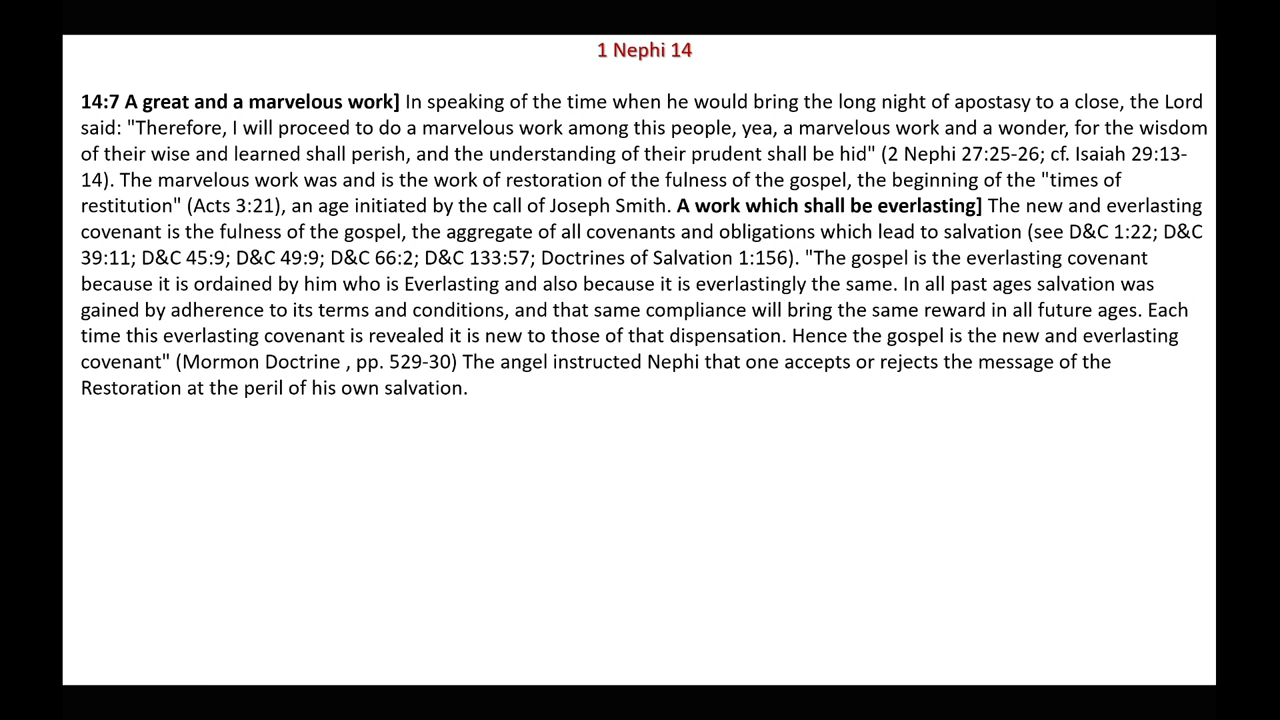 1 Nephi 14
14:7 A great and a marvelous work] In speaking of the time when he would bring the long night of apostasy to a close, the Lord
said: "Therefore, I will proceed to do a marvelous work among this people, yea, a marvelous work and a wonder, for the wisdom
of their wise and learned shall perish, and the understanding of their prudent shall be hid" (2 Nephi 27:25-26; cf. Isaiah 29:13-
14). The marvelous work was and is the work of restoration of the fulness of the gospel, the beginning of the "times of
restitution" (Acts 3:21), an age initiated by the call of Joseph Smith. A work which shall be everlasting] The new and everlasting
covenant is the fulness of the gospel, the aggregate of all covenants and obligations which lead to salvation (see D&C 1:22; D&C
39:11; D&C 45:9; D&C 49:9; D&C 66:2; D&C 133:57; Doctrines of Salvation 1:156). "The gospel is the everlasting covenant
because it is ordained by him who is Everlasting and also because it is everlastingly the same. In all past ages salvation was
gained by adherence to its terms and conditions, and that same compliance will bring the same reward in all future ages. Each
time this everlasting covenant is revealed it is new to those of that dispensation. Hence the gospel is the new and everlasting
covenant" (Mormon Doctrine , pp. 529-30) The angel instructed Nephi that one accepts or rejects the message of the
Restoration at the peril of his own salvation.